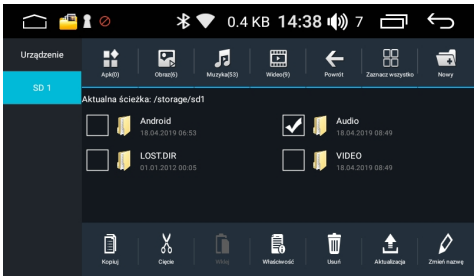 0.4 KB 14:38 7
Urządzenie
SD 1
Apk(0) Obraz(6) Muzyka(53) Wideo(9) Powrót Zaznacz wszystko Nowy
Aktualna ścieżka: /storage/sd1
Android
18.04.2019 06:53
Audio
18.04.2019 08:49
LOST.DIR
01.01.2012 00:05
VIDEO
18.04.2019 08:49
Kopiuj Cięcie Wklej Właściwość Usuń Aktualizacja Zmień nazwę